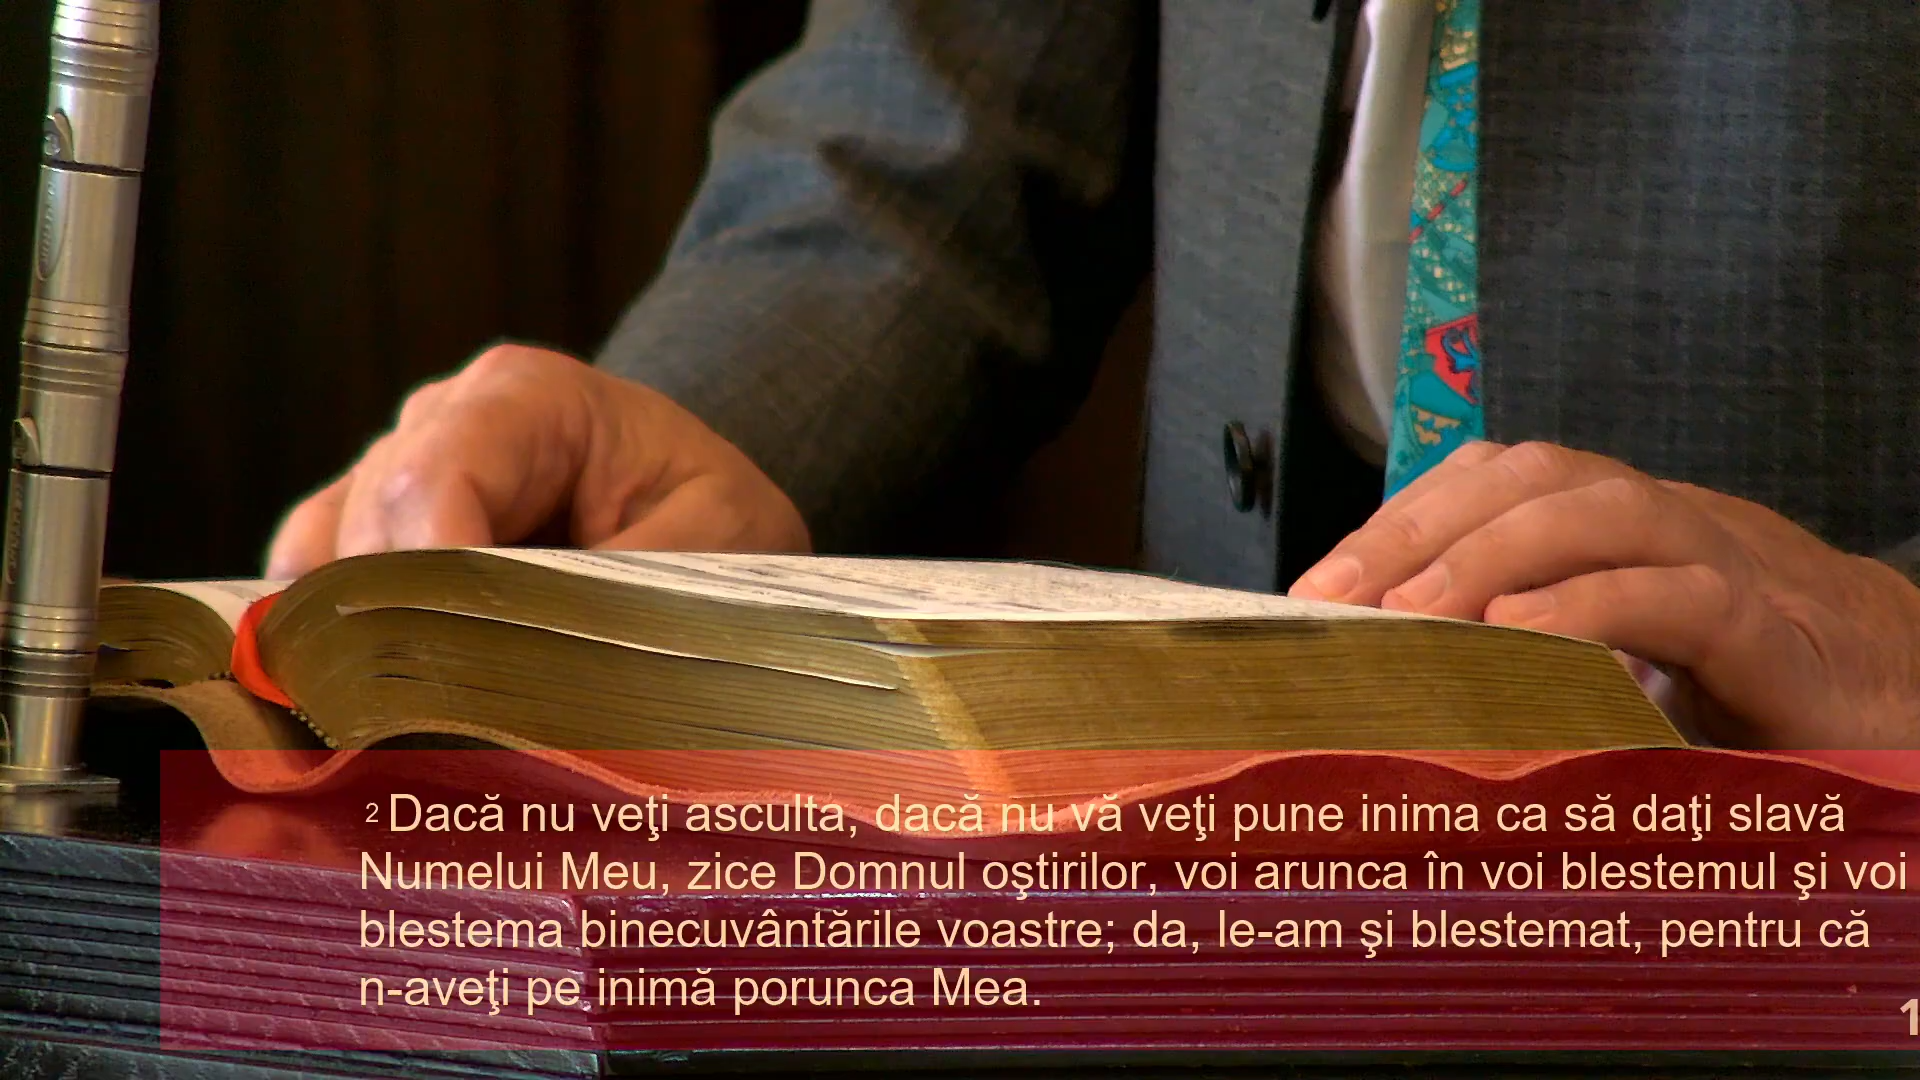 2 Dacă nu veţi asculta, dacă nu vă veţi pune inima ca să daţi slavă
Numelui Meu, zice Domnul oştirilor, voi arunca în voi blestemul şi voi
blestema binecuvântările voastre; da, le-am şi blestemat, pentru că
n-aveţi pe inimă porunca Mea.
1